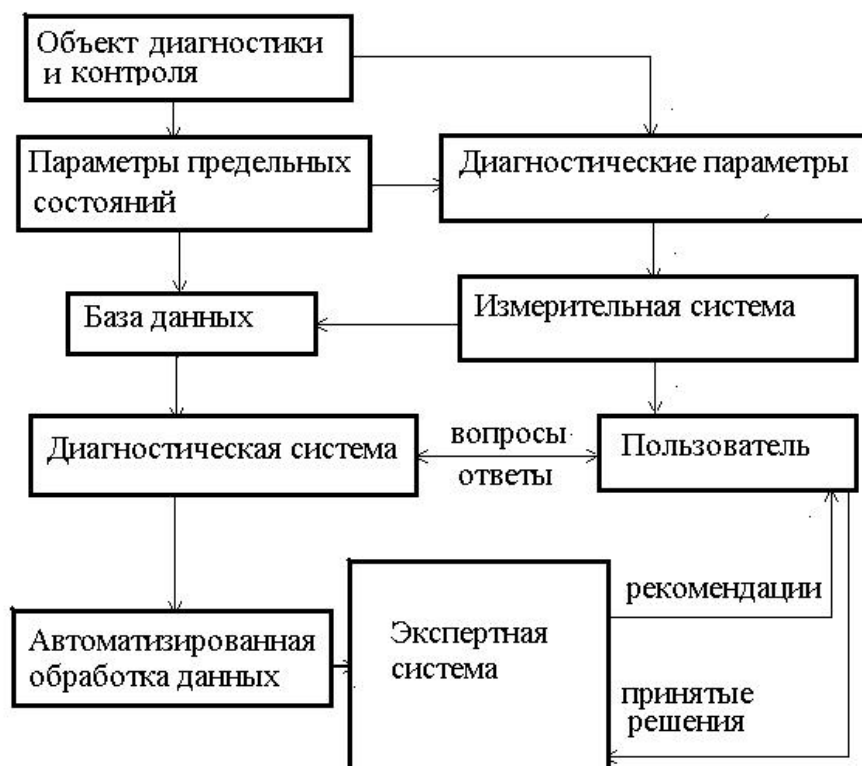 Объект диагностики
и контроля
Параметры предельных
состояний
Диагностические параметры
База данных
Измерительная система
Диагностическая система
вопросы
ответы
Пользователь
Автоматизированная
обработка данных
Экспертная
система
рекомендации
принятые
решения